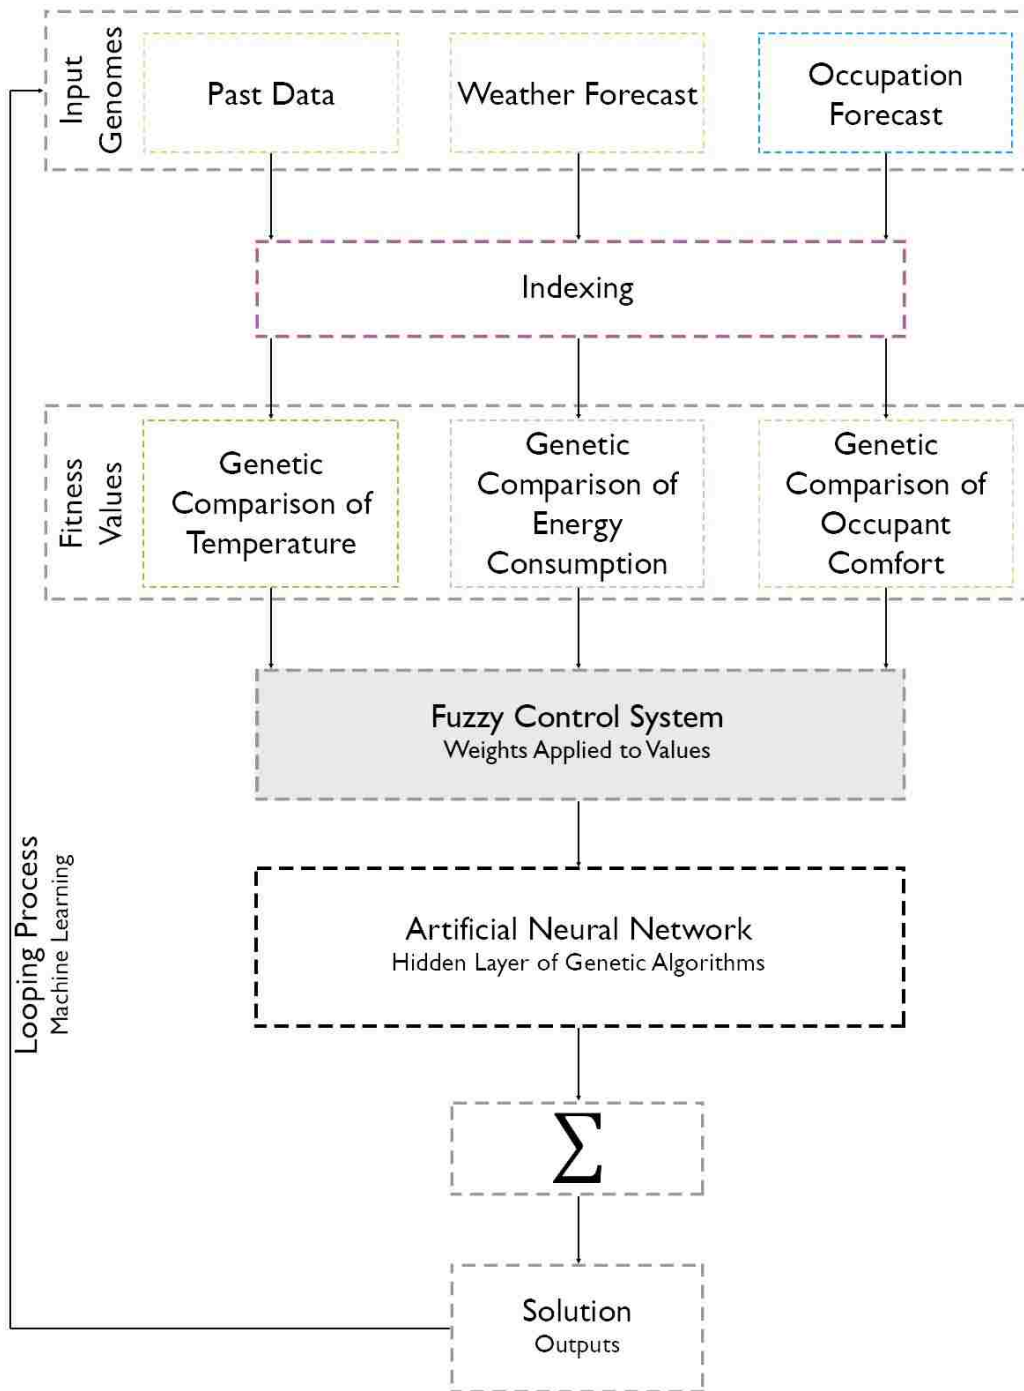 Input
Genomes
Past Data
Weather Forecast
Occupation
Forecast
Indexing
Fitness
Values
Genetic
Comparison of
Temperature
Genetic
Comparison of
Energy
Consumption
Genetic
Comparison of
Occupant
Comfort
Fuzzy Control System
Weights Applied to Values
Artificial Neural Network
Hidden Layer of Genetic Algorithms
Looping Process
Machine Learning
∑
Solution
Outputs